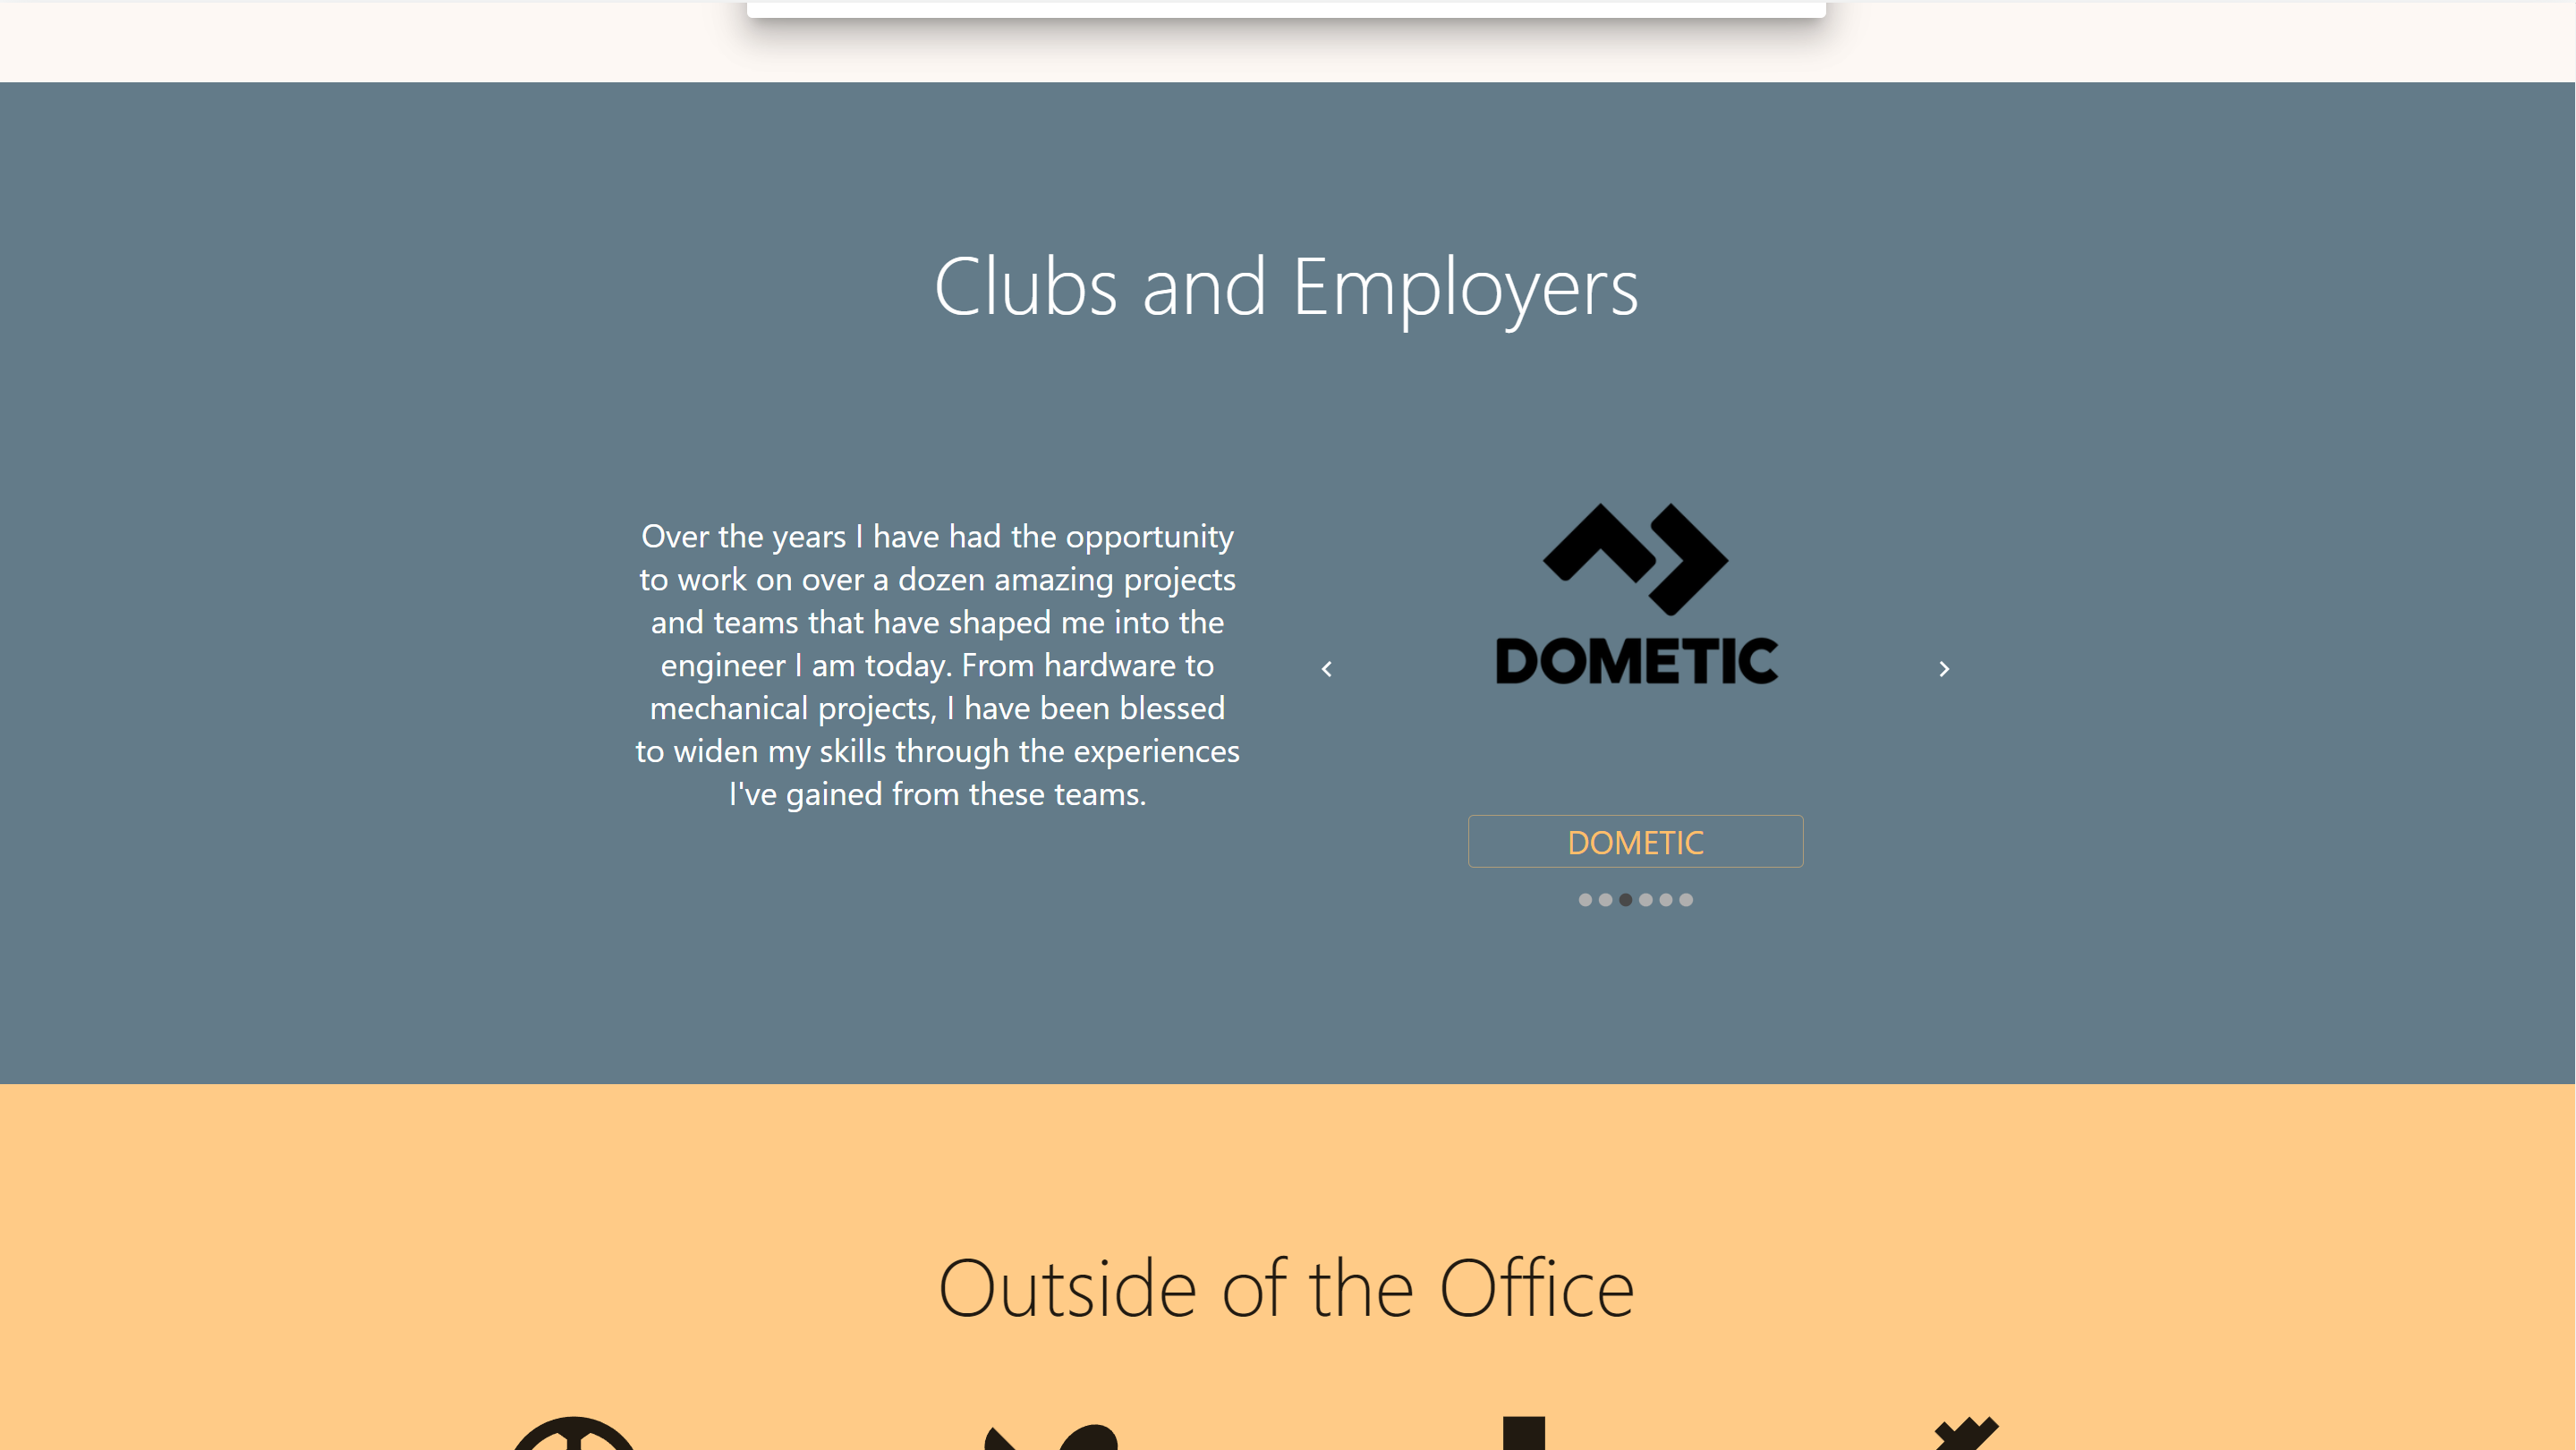 Clubs and Employers
Over the years I have had the opportunity
to work on over a dozen amazing projects
and teams that have shaped me into the
engineer I am today. From hardware to
mechanical projects, I have been blessed
to widen my skills through the experiences
I've gained from these teams.
DOMETIC
DOMETIC
Outside of the Office